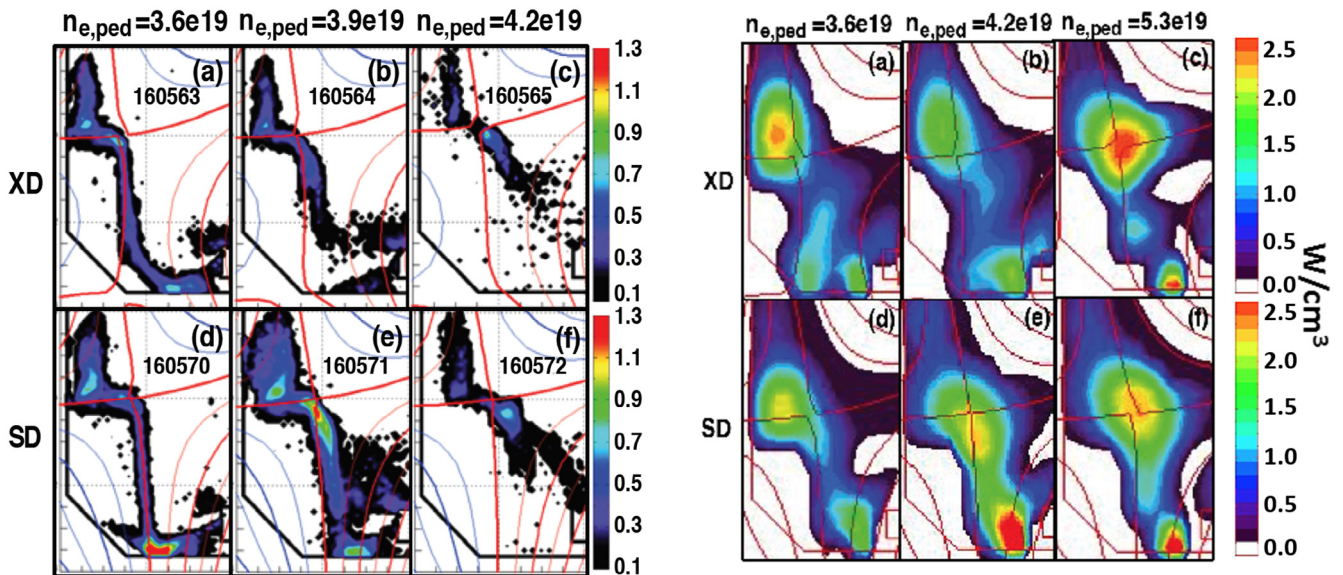 n_e,ped=3.6e19 n_e,ped=3.9e19 n_e,ped=4.2e19
(a) (b) (c)
160563 160564 160565
XD
1.3
1.1
0.9
0.7
0.5
0.3
0.1
(d) (e) (f)
160570 160571 160572
SD
1.3
1.1
0.9
0.7
0.5
0.3
0.1
n_e,ped=3.6e19 n_e,ped=4.2e19 n_e,ped=5.3e19
(a) (b) (c)
XD
2.5
2.0
1.5
1.0
0.5
0.0
(d) (e) (f)
SD
2.5
2.0
1.5
1.0
0.5
0.0
W/cm³